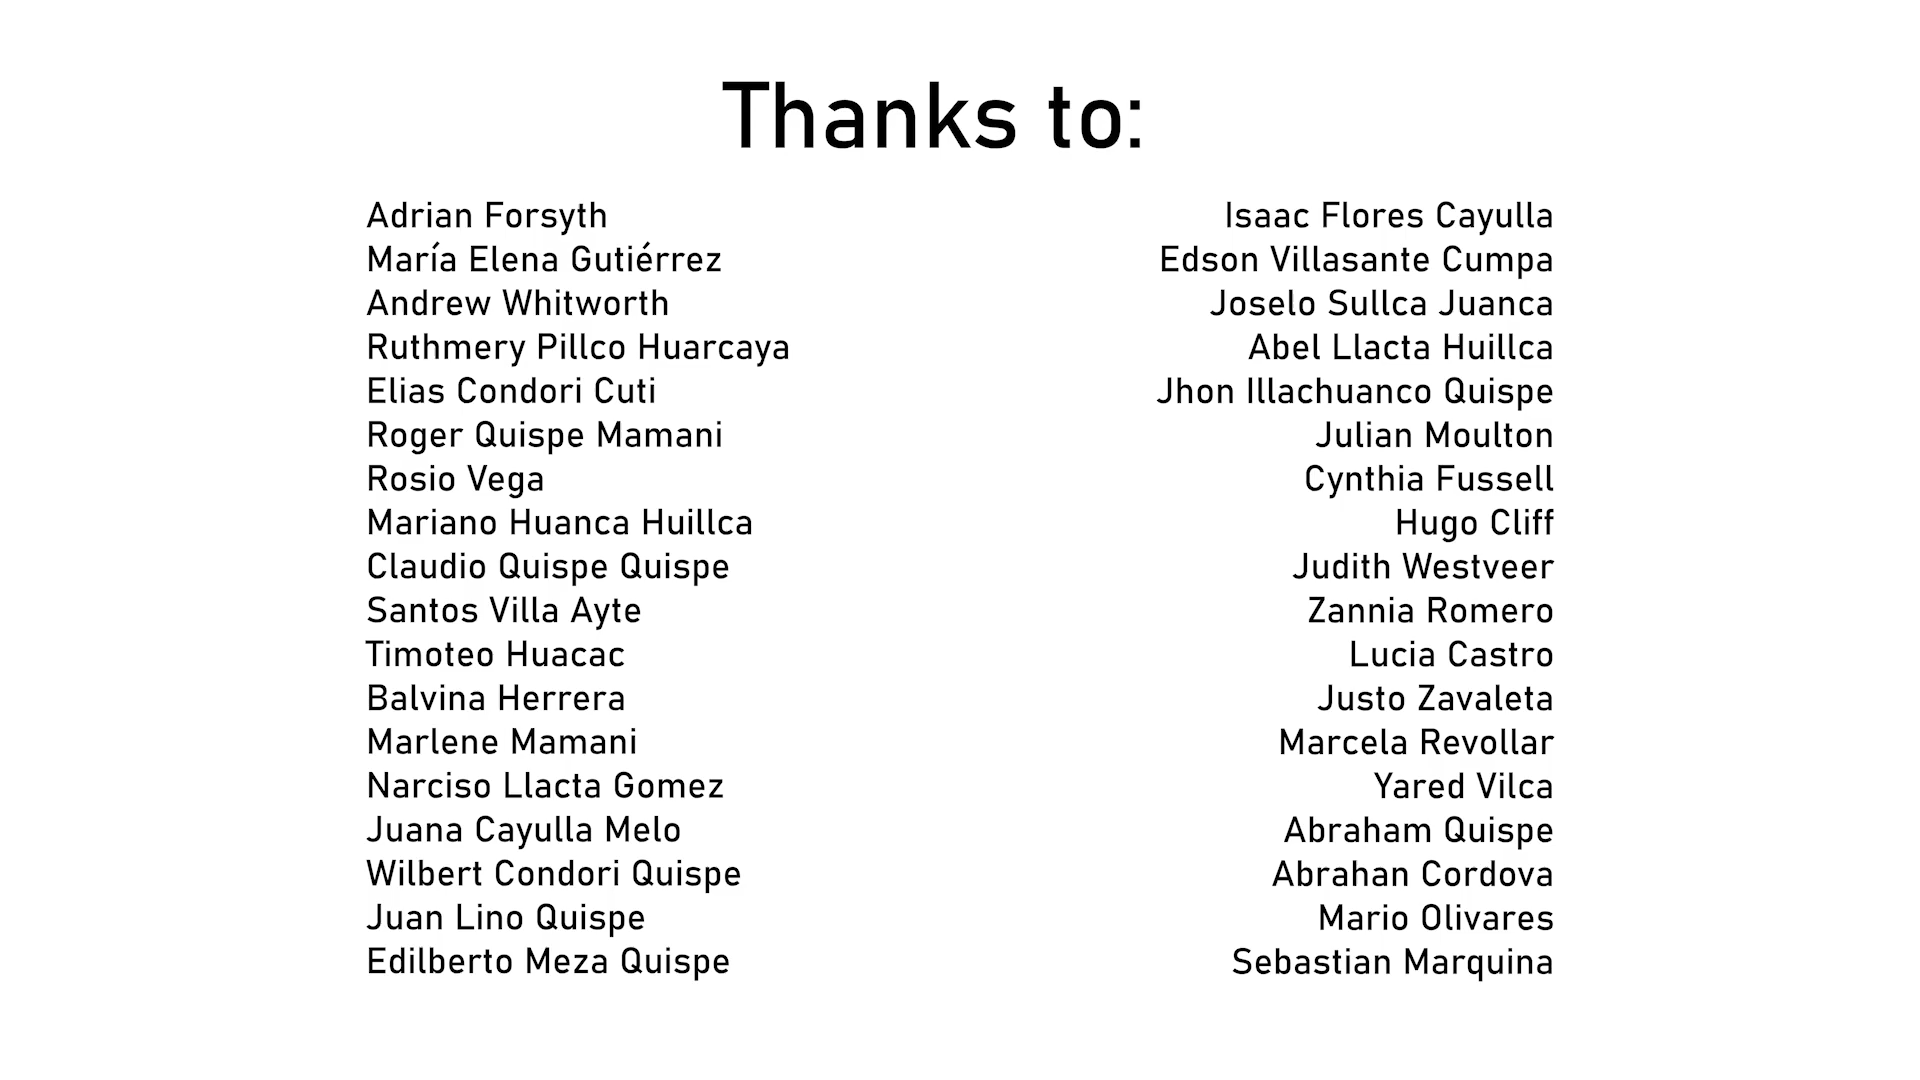 Thanks to:
Adrian Forsyth
María Elena Gutiérrez
Andrew Whitworth
Ruthmery Pillco Huarcaya
Elias Condori Cuti
Roger Quispe Mamani
Rosio Vega
Mariano Huanca Huillca
Claudio Quispe Quispe
Santos Villa Ayte
Timoteo Huacac
Balvina Herrera
Marlene Mamani
Narciso Llacta Gomez
Juana Cayulla Melo
Wilbert Condori Quispe
Juan Lino Quispe
Edilberto Meza Quispe
Isaac Flores Cayulla
Edson Villasante Cumpa
Joselo Sullca Juanca
Abel Llacta Huillca
Jhon Illachuanco Quispe
Julian Moulton
Cynthia Fussell
Hugo Cliff
Judith Westveer
Zannia Romero
Lucia Castro
Justo Zavaleta
Marcela Revollar
Yared Vilca
Abraham Quispe
Abrahan Cordova
Mario Olivares
Sebastian Marquina